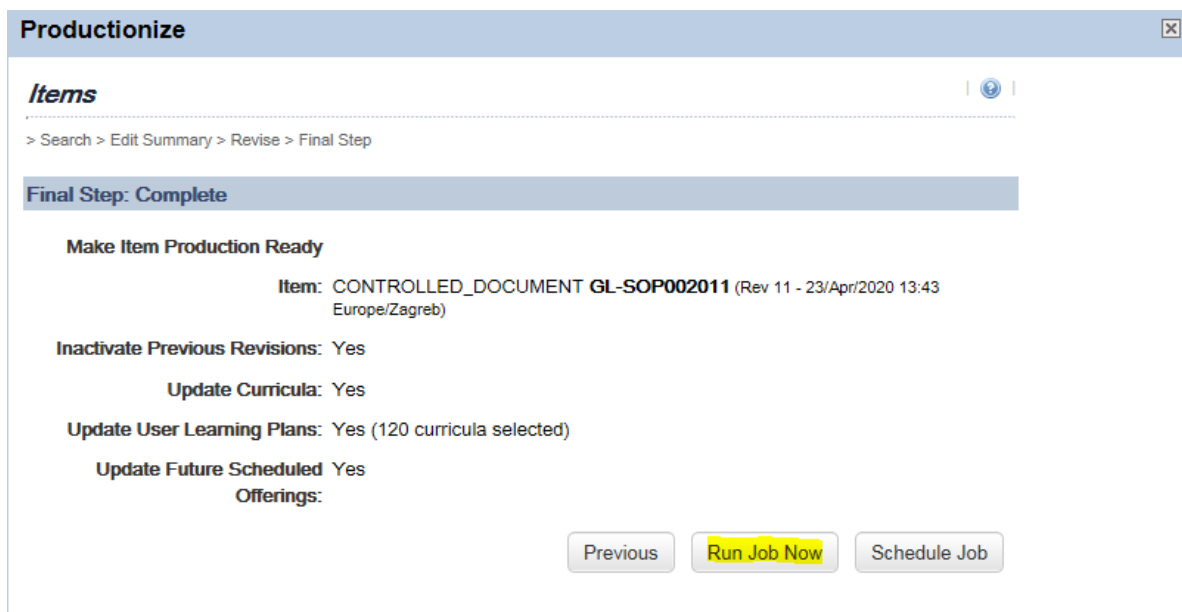 Productionize
Items
> Search > Edit Summary > Revise > Final Step
Final Step: Complete
Make Item Production Ready
Item: CONTROLLED_DOCUMENT GL-SOP002011 (Rev 11 - 23/Apr/2020 13:43
Europe/Zagreb)
Inactivate Previous Revisions: Yes
Update Curricula: Yes
Update User Learning Plans: Yes (120 curricula selected)
Update Future Scheduled Yes
Offerings:
Previous Run Job Now Schedule Job